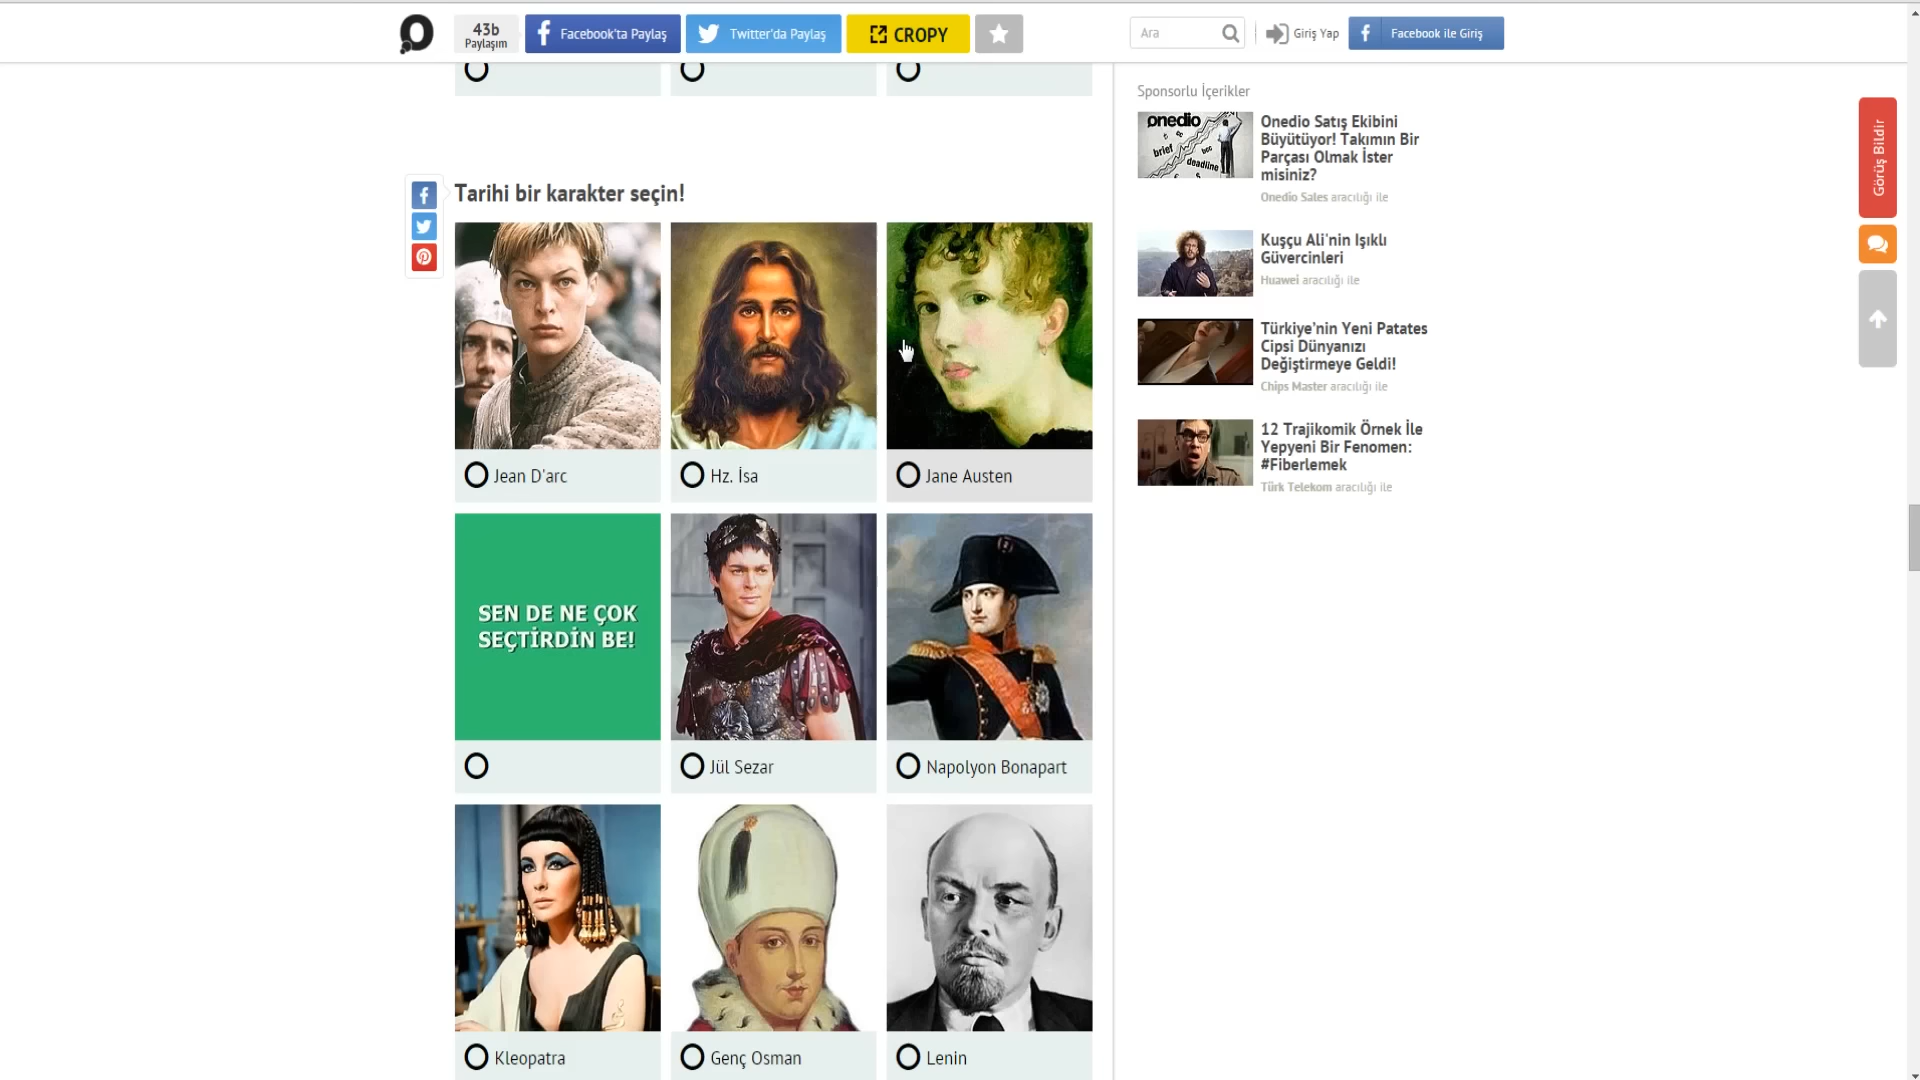 43b
Paylaşım
Facebook'ta Paylaş
Twitter'da Paylaş
CROPY
Ara
Giriş Yap
Facebook ile Giriş
Sponsorlu İçerikler
onedio
brief
deadline
Onedio Satış Ekibini
Büyütüyor! Takımın Bir
Parçası Olmak İster
misiniz?
Onedio Sales aracılığı ile
Kuşçu Ali'nin Işıklı
Güvercinleri
Huawei aracılığı ile
Türkiye'nin Yeni Patates
Cipsi Dünyanızı
Değiştirmeye Geldi!
Chips Master aracılığı ile
12 Trajikomik Örnek İle
Yepyeni Bir Fenomen:
#Fiberlemek
Türk Telekom aracılığı ile
Görüş Bildir
Tarihi bir karakter seçin!
Jean D'arc
Hz. İsa
Jane Austen
SEN DE NE ÇOK
SEÇTİRDİN BE!
Jül Sezar
Napolyon Bonapart
Kleopatra
Genç Osman
Lenin